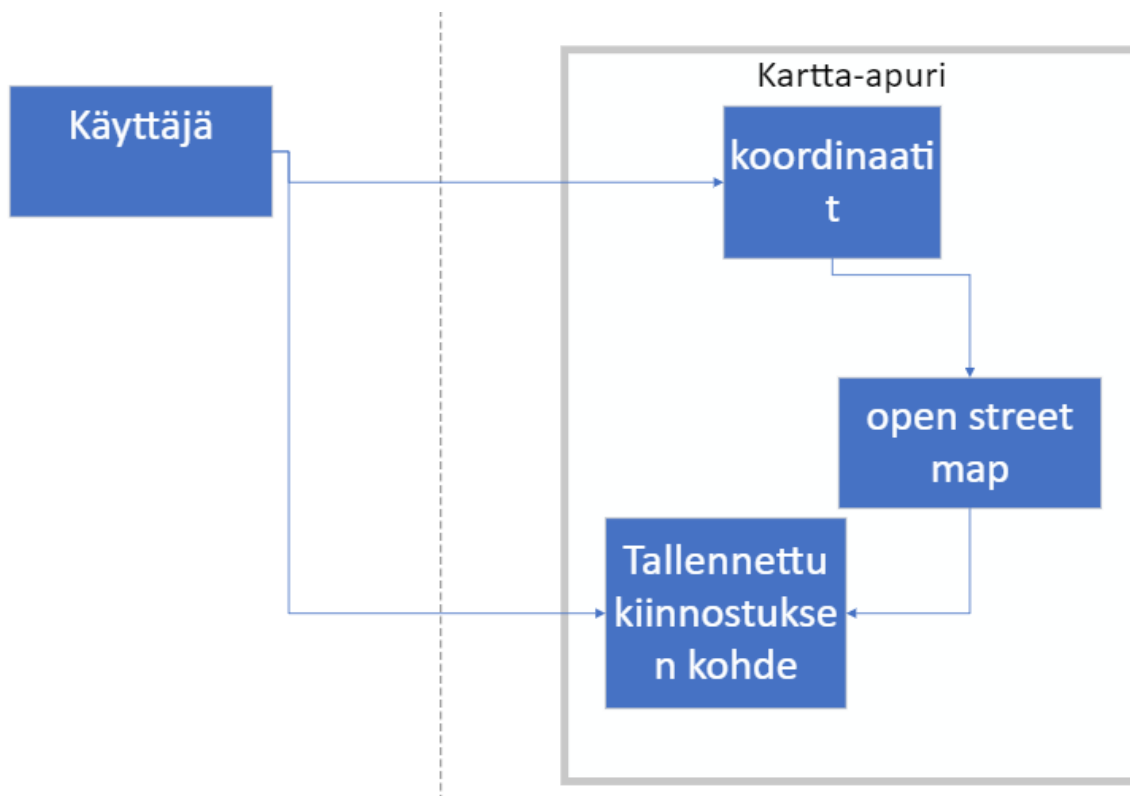 Kartta-apuri
Käyttäjä
koordinaati
t
open street
map
Tallennettu
kiinnostukse
n kohde